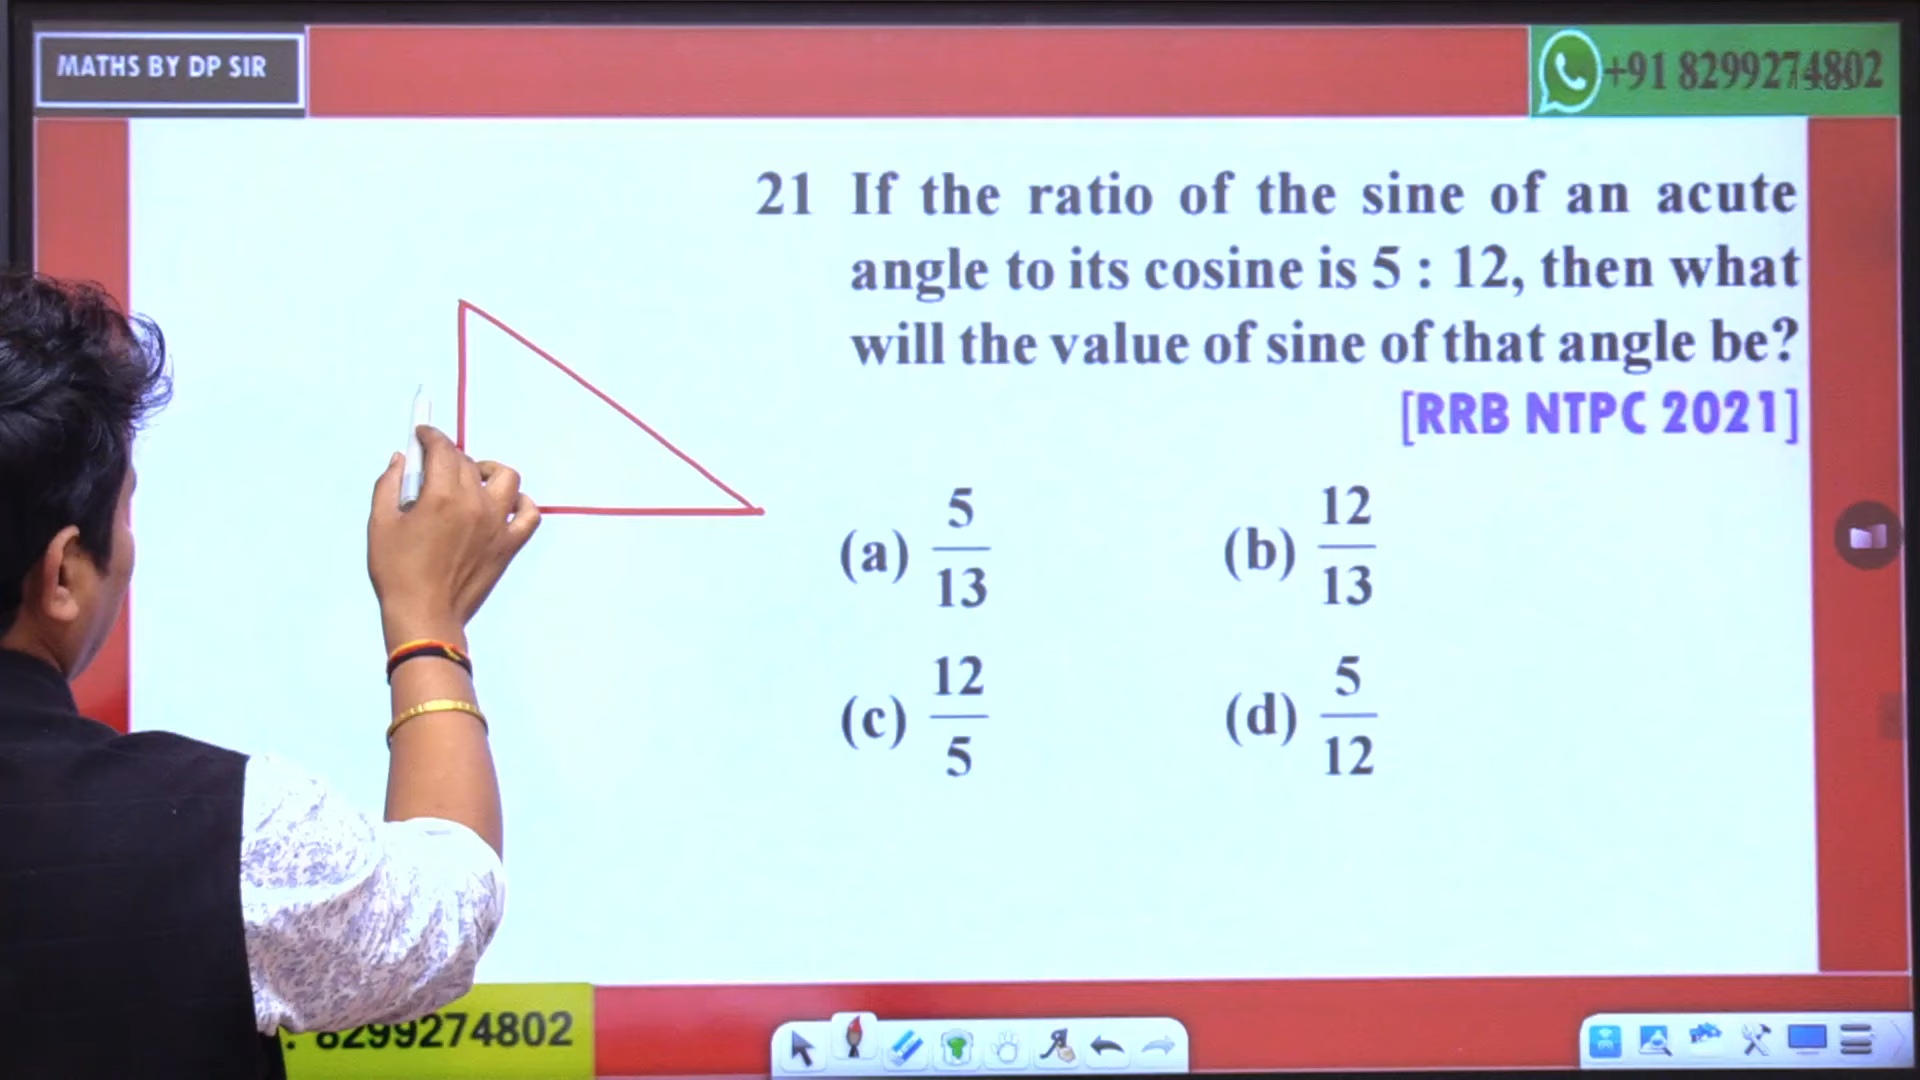 MATHS BY DP SIR
+91 8299274802
21 If the ratio of the sine of an acute
angle to its cosine is 5 : 12, then what
will the value of sine of that angle be?
[RRB NTPC 2021]
(a) 5/13 (b) 12/13
(c) 12/5 (d) 5/12
: 8299274802